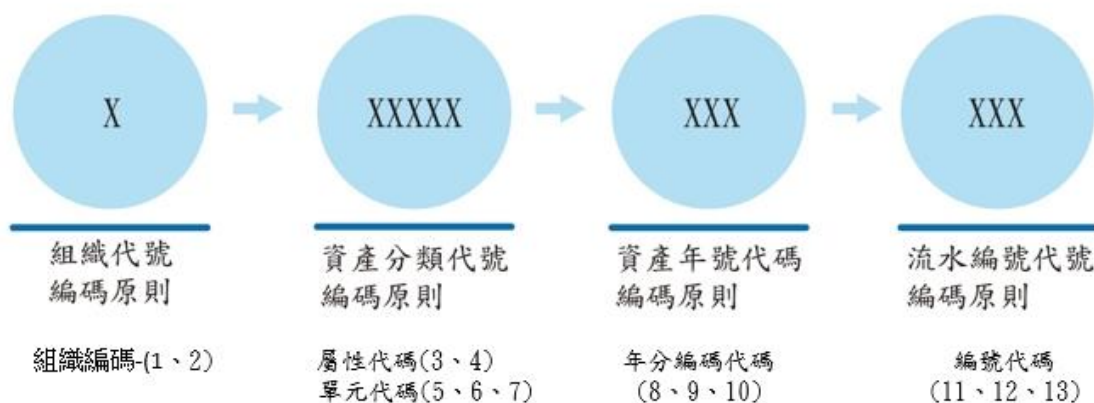 X
XXXXX
XXX
XXX
組織代號
編碼原則
資產分類代號
編碼原則
資產年號代碼
編碼原則
流水編號代號
編碼原則
組織編碼-(1、2)
屬性代碼(3、4)
單元代碼(5、6、7)
年分編碼代碼
(8、9、10)
編號代碼
(11、12、13)